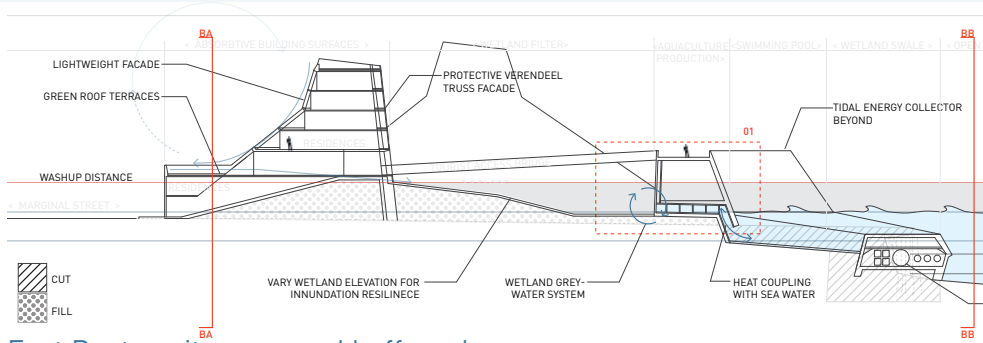 BA
BB
< ABSORBTIVE BUILDING SURFACES >
<WETLAND FILTER>
<AQUACULTURE
PRODUCTION>
<SWIMMING POOL>
< WETLAND SWALE >
< OPEN
LIGHTWEIGHT FACADE
PROTECTIVE VERENDEEL
TRUSS FACADE
GREEN ROOF TERRACES
TIDAL ENERGY COLLECTOR
BEYOND
01
RESIDENCES
WASHUP DISTANCE
RESIDENCES
< MARGINAL STREET >
CUT
FILL
VARY WETLAND ELEVATION FOR
INNUNDATION RESILINECE
WETLAND GREY-
WATER SYSTEM
HEAT COUPLING
WITH SEA WATER
BA
BB